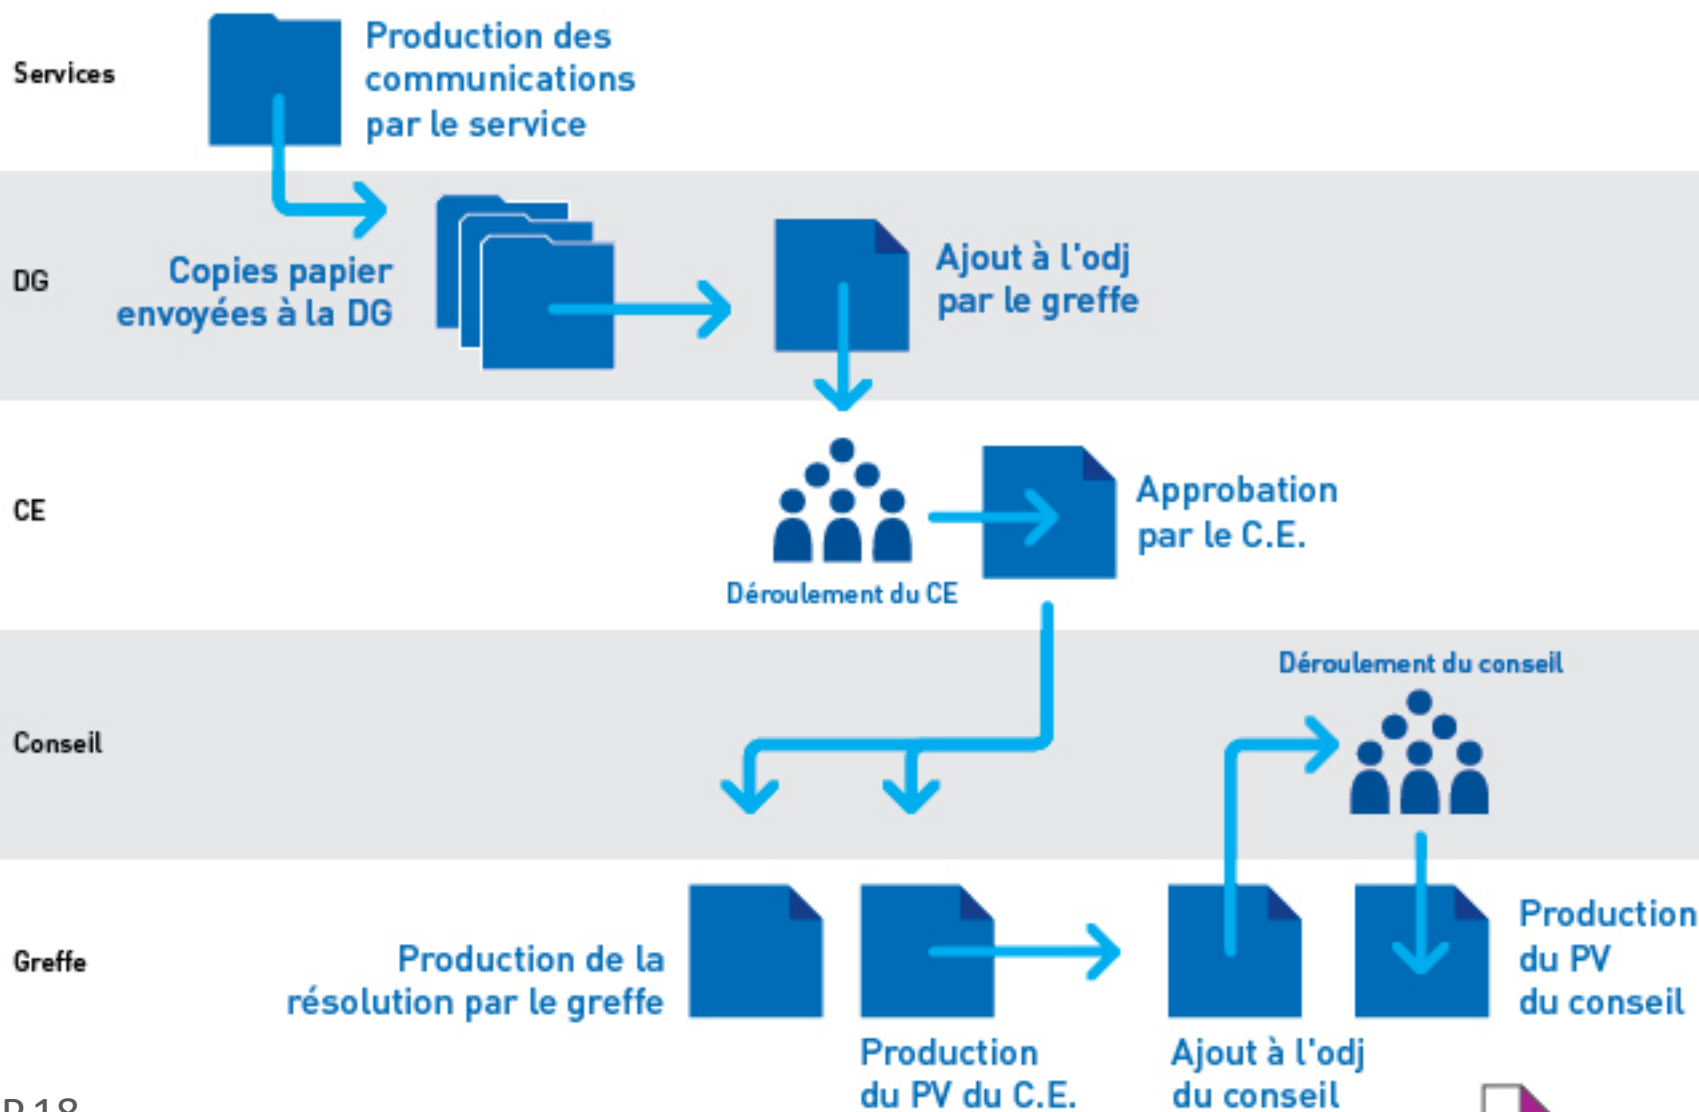 Services
Production des
communications
par le service
DG
Copies papier
envoyées à la DG
Ajout à l'odj
par le greffe
CE
Déroulement du CE
Approbation
par le C.E.
Conseil
Déroulement du conseil
Greffe
Production de la
résolution par le greffe
Production
du PV du C.E.
Ajout à l'odj
du conseil
Production
du PV
du conseil
P.18